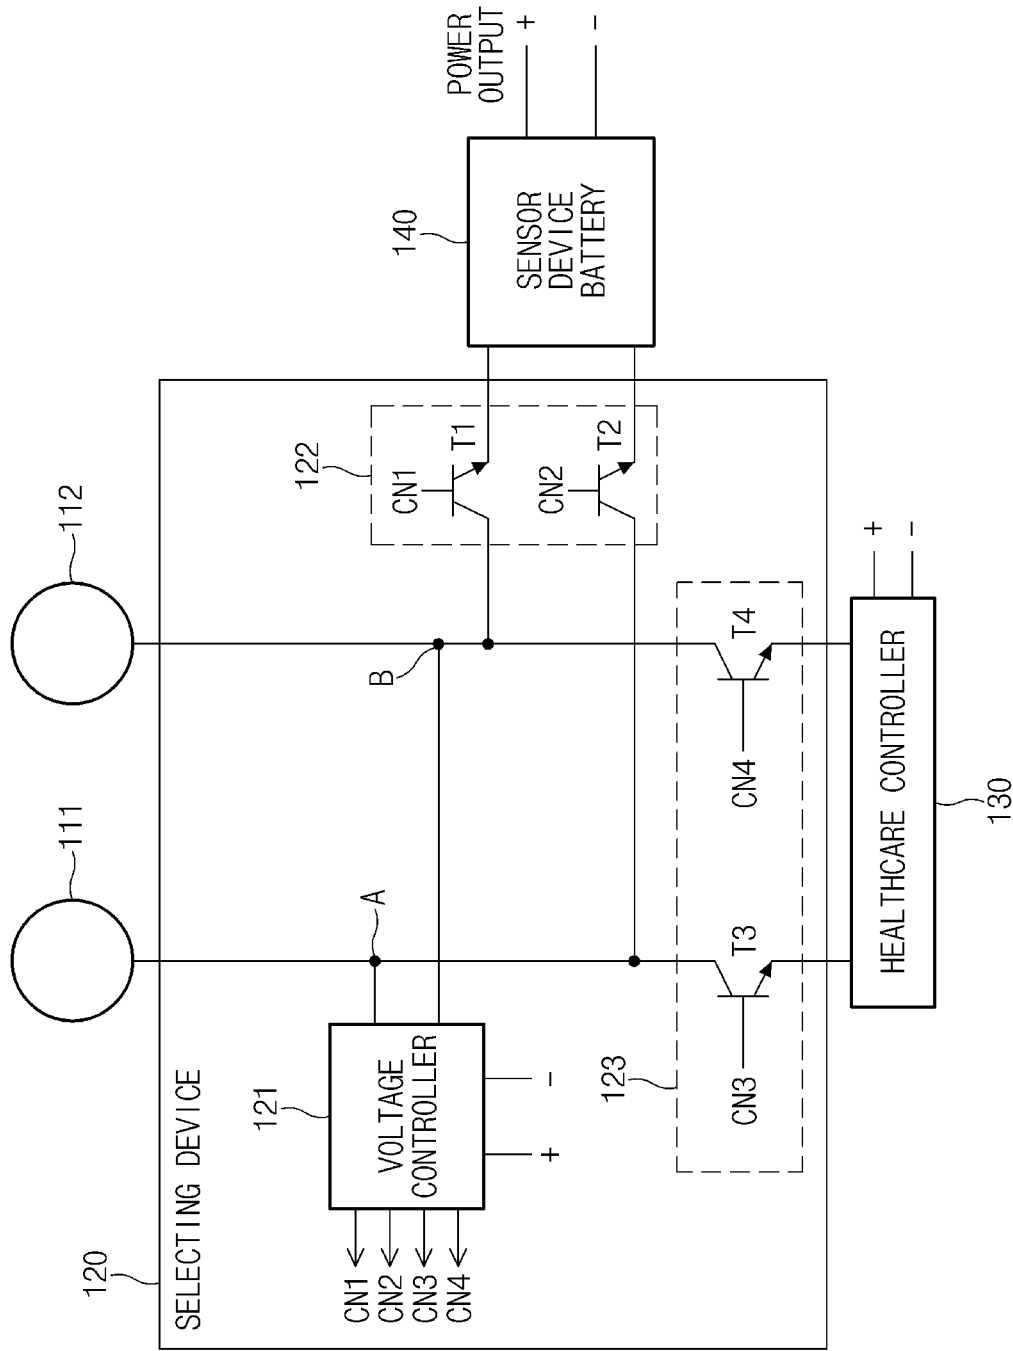 120
SELECTING DEVICE
111
112
121
VOLTAGE
CONTROLLER
CN1
CN2
CN3
CN4
+
-
A
B
122
CN1
T1
CN2
T2
140
SENSOR
DEVICE
BATTERY
POWER
OUTPUT
+
-
123
CN3
T3
CN4
T4
HEALTHCARE CONTROLLER
130
+
-